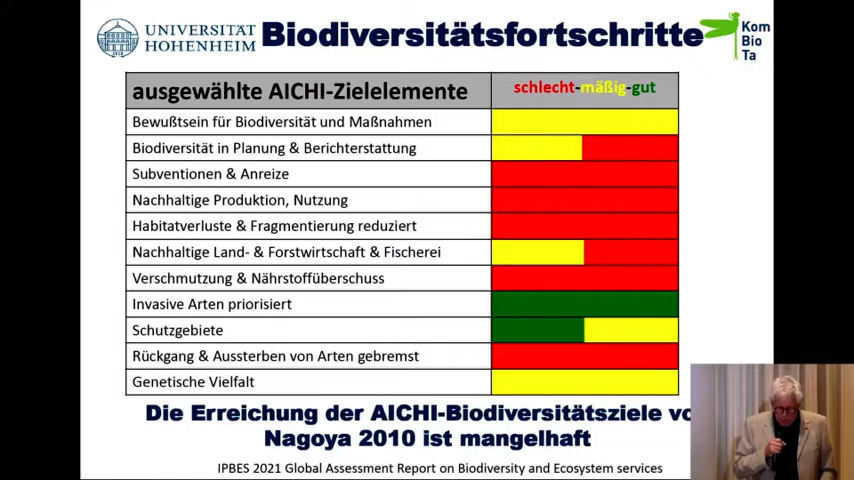 UNIVERSITÄT
HOHENHEIM
Biodiversitätsfortschritte
Kom
Bio
Ta
ausgewählte AICHI-Zielelemente
schlecht-mäßig-gut
Bewußtsein für Biodiversität und Maßnahmen
Biodiversität in Planung & Berichterstattung
Subventionen & Anreize
Nachhaltige Produktion, Nutzung
Habitatverluste & Fragmentierung reduziert
Nachhaltige Land- & Forstwirtschaft & Fischerei
Verschmutzung & Nährstoffüberschuss
Invasive Arten priorisiert
Schutzgebiete
Rückgang & Aussterben von Arten gebremst
Genetische Vielfalt
Die Erreichung der AICHI-Biodiversitätsziele vo
Nagoya 2010 ist mangelhaft
IPBES 2021 Global Assessment Report on Biodiversity and Ecosystem services